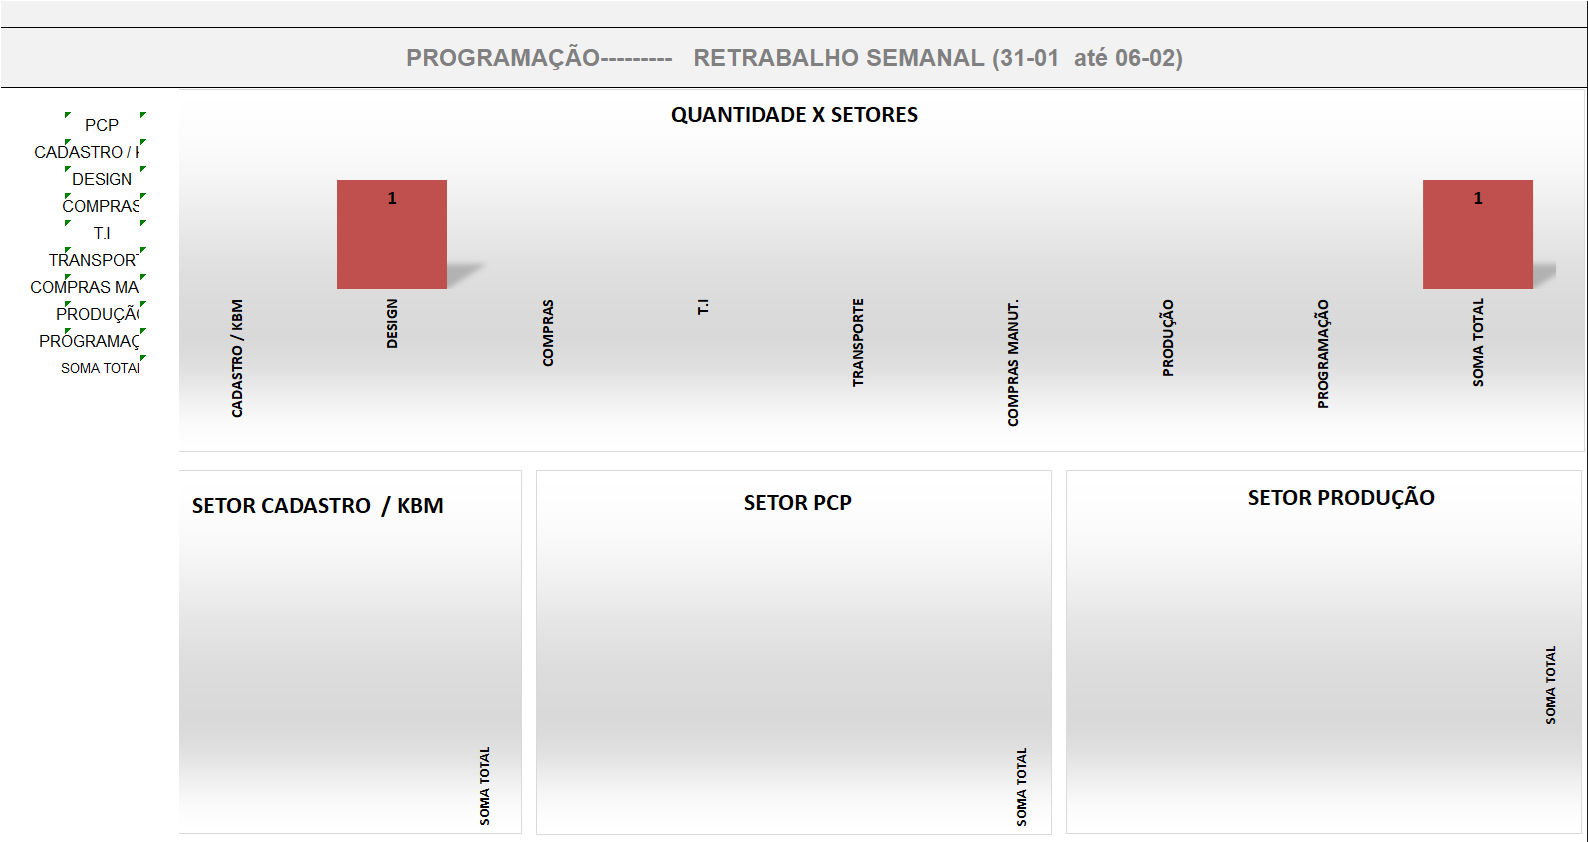 PROGRAMAÇÃO--------- RETRABALHO SEMANAL (31-01 até 06-02)
PCP
CADASTRO /
DESIGN
COMPRAS
T.I
TRANSPOR
COMPRAS MA
PRODUÇÃ
PROGRAMAÇ
SOMA TOTAL
QUANTIDADE X SETORES
1
1
CADASTRO / KBM
DESIGN
COMPRAS
T.I
TRANSPORTE
COMPRAS MANUT.
PRODUÇÃO
PROGRAMAÇÃO
SOMA TOTAL
SETOR CADASTRO / KBM
SOMA TOTAL
SETOR PCP
SOMA TOTAL
SETOR PRODUÇÃO
SOMA TOTAL